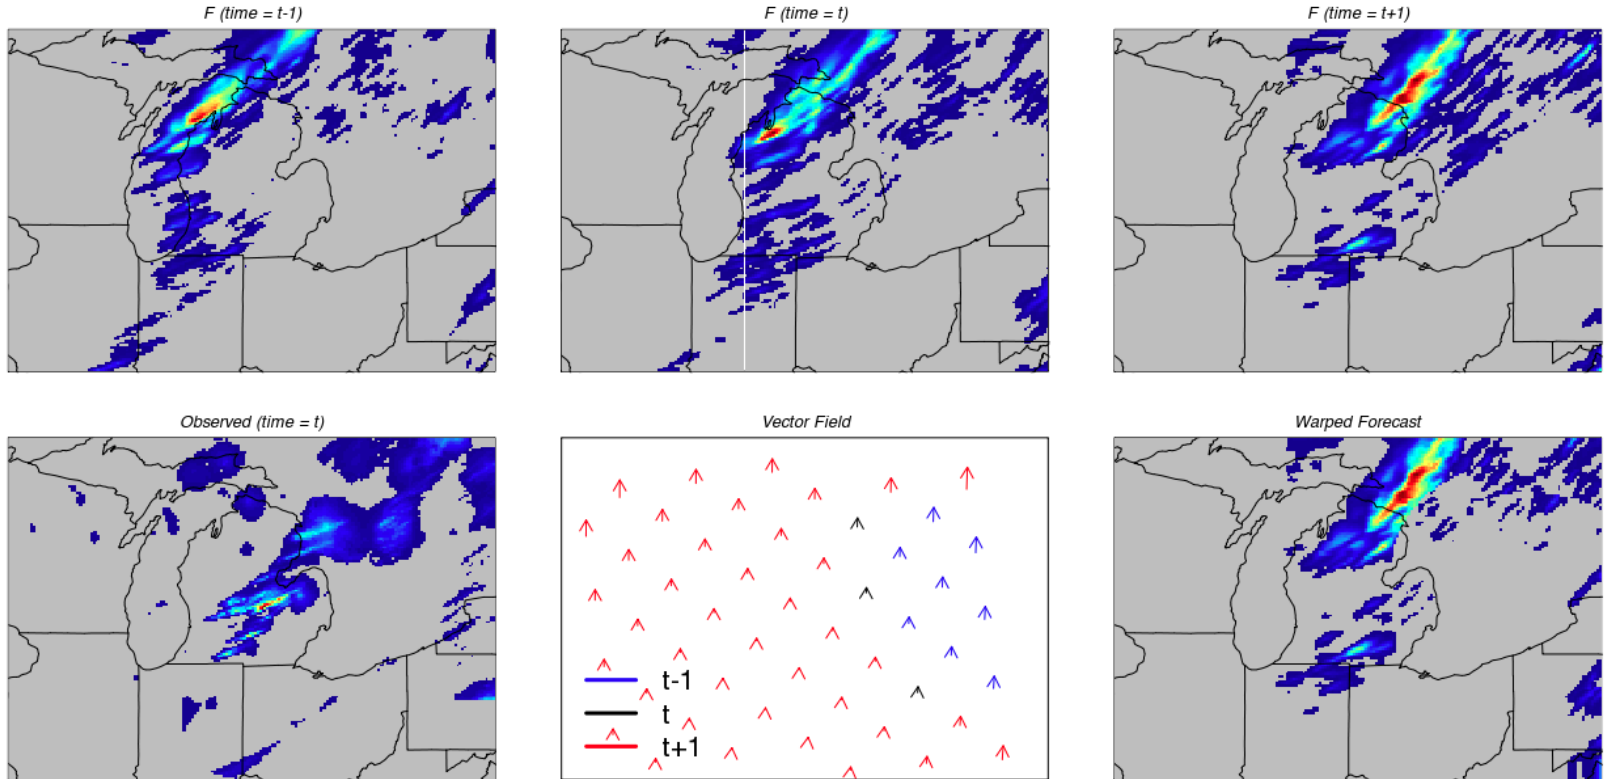 F (time = t-1)
F (time = t)
F (time = t+1)
Observed (time = t)
Vector Field
Warped Forecast
t-1
t
t+1